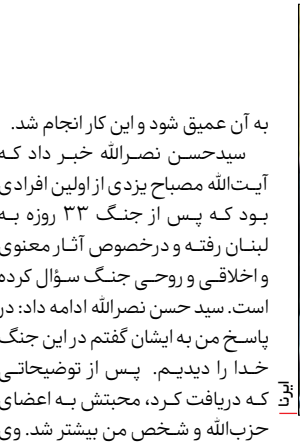 به آن عمیق شود و این کار انجام شد.
سیدحسن نصرالله خبر داد که
آیت‌الله مصباح یزدی از اولین افرادی
بود که پس از جنگ ۳۳ روزه به
لبنان رفته و درخصوص آثار معنوی
و اخلاقی و روحی جنگ سؤال کرده
است. سید حسن نصرالله ادامه داد: در
پاسخ من به ایشان گفتم در این جنگ
خدا را دیدیم. پس از توضیحاتی
که دریافت کرد، محبتش به اعضای
حزب‌الله و شخص من بیشتر شد. وی
ایرنا